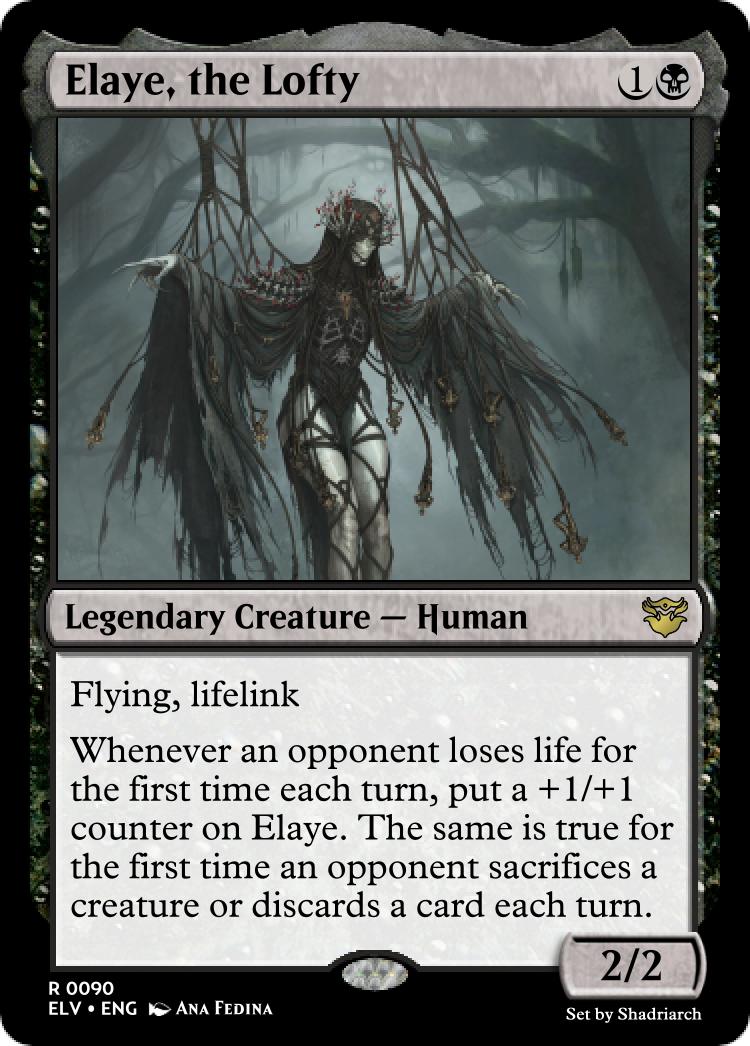 Elaye, the Lofty 1
Legendary Creature — Human
Flying, lifelink
Whenever an opponent loses life for
the first time each turn, put a +1/+1
counter on Elaye. The same is true for
the first time an opponent sacrifices a
creature or discards a card each turn.
2/2
R 0090
ELV • ENG Ana Fedina
Set by Shadriarch